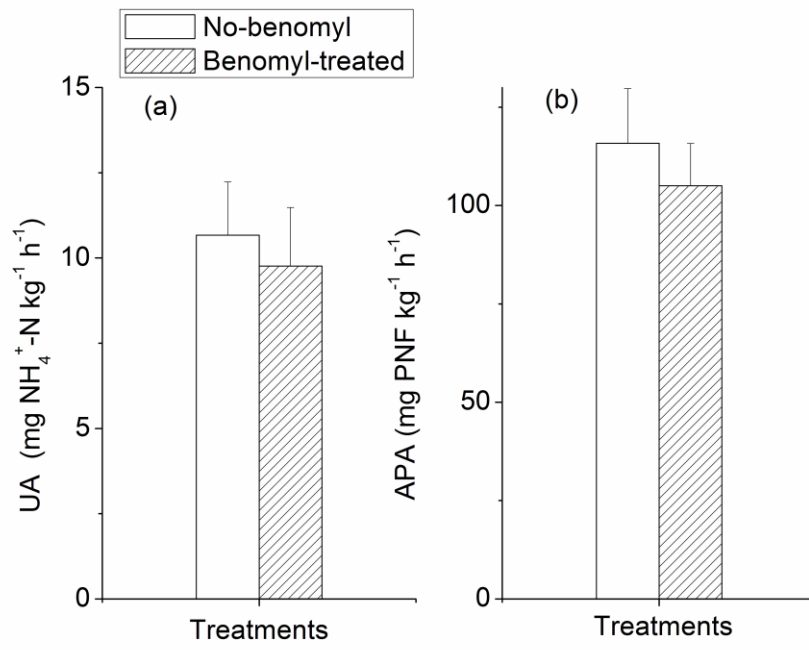 No-benomyl
Benomyl-treated
(a)
15
10
5
0
UA (mg NH₄⁺-N kg⁻¹ h⁻¹)
Treatments
(b)
100
50
0
APA (mg PNF kg⁻¹ h⁻¹)
Treatments